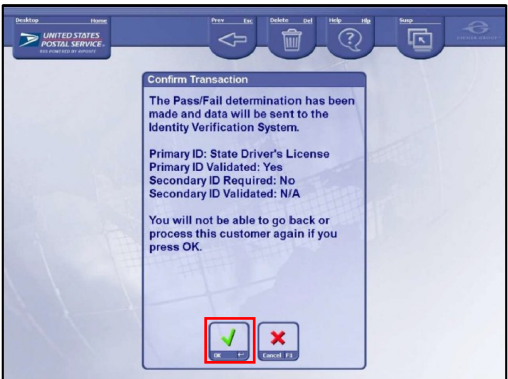 Desktop Home
Prev Esc
Delete Del
Help Hlp
Susp
UNITED STATES
POSTAL SERVICE
Confirm Transaction
The Pass/Fail determination has been
made and data will be sent to the
Identity Verification System.
Primary ID: State Driver's License
Primary ID Validated: Yes
Secondary ID Required: No
Secondary ID Validated: N/A
You will not be able to go back or
process this customer again if you
press OK.
OK
Cancel F3